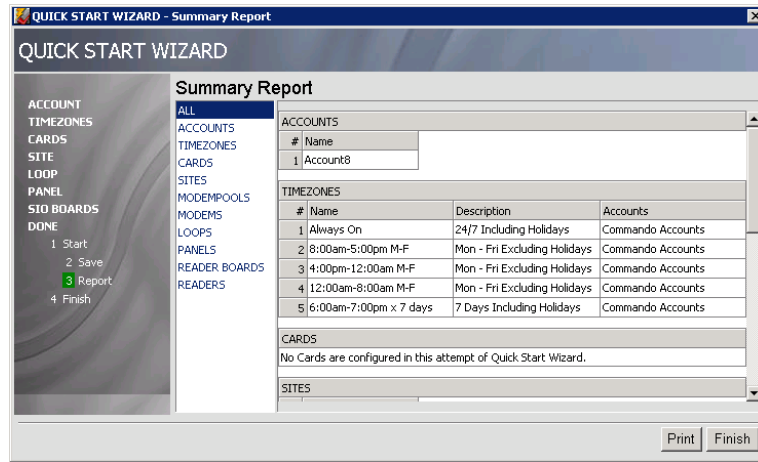 QUICK START WIZARD - Summary Report
QUICK START WIZARD
ACCOUNT
TIMEZONES
CARDS
SITE
LOOP
PANEL
SIO BOARDS
DONE
1 Start
2 Save
3 Report
4 Finish
Summary Report
ALL
ACCOUNTS
TIMEZONES
CARDS
SITES
MODEMPOOLS
MODEMS
LOOPS
PANELS
READER BOARDS
READERS
ACCOUNTS
# Name
1 Account8
TIMEZONES
# Name Description Accounts
1 Always On 24/7 Including Holidays Commando Accounts
2 8:00am-5:00pm M-F Mon - Fri Excluding Holidays Commando Accounts
3 4:00pm-12:00am M-F Mon - Fri Excluding Holidays Commando Accounts
4 12:00am-8:00am M-F Mon - Fri Excluding Holidays Commando Accounts
5 6:00am-7:00pm x 7 days 7 Days Including Holidays Commando Accounts
CARDS
No Cards are configured in this attempt of Quick Start Wizard.
SITES
Print Finish